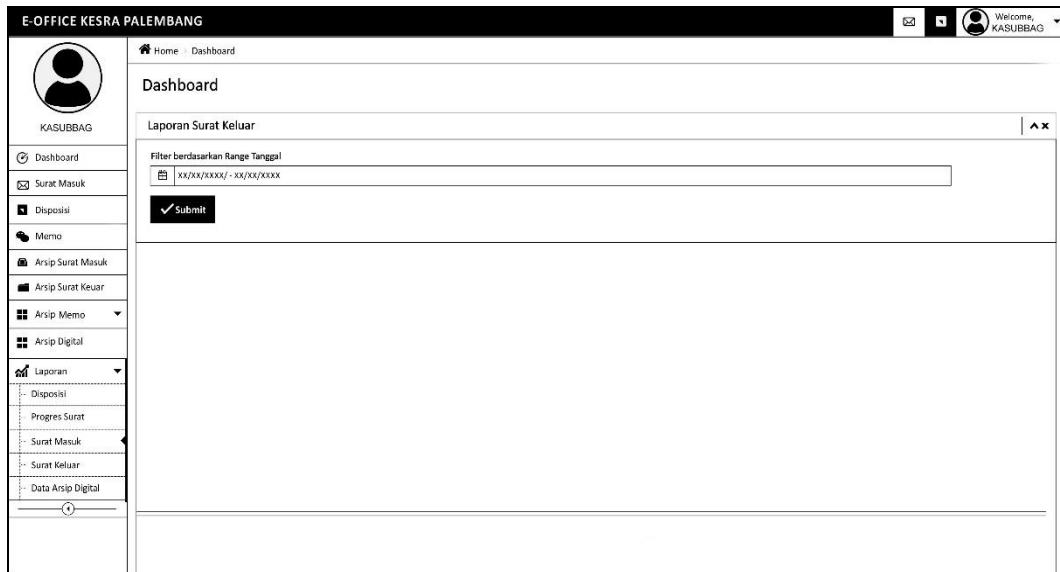 E-OFFICE KESRA PALEMBANG
Welcome,
KASUBBAG
KASUBBAG
Dashboard
Surat Masuk
Disposisi
Memo
Arsip Surat Masuk
Arsip Surat Keuar
Arsip Memo
Arsip Digital
Laporan
Disposisi
Progres Surat
Surat Masuk
Surat Keluar
Data Arsip Digital
Home Dashboard
Dashboard
Laporan Surat Keluar
Filter berdasarkan Range Tanggal
xx/xx/xxxx/ - xx/xx/xxxx
Submit